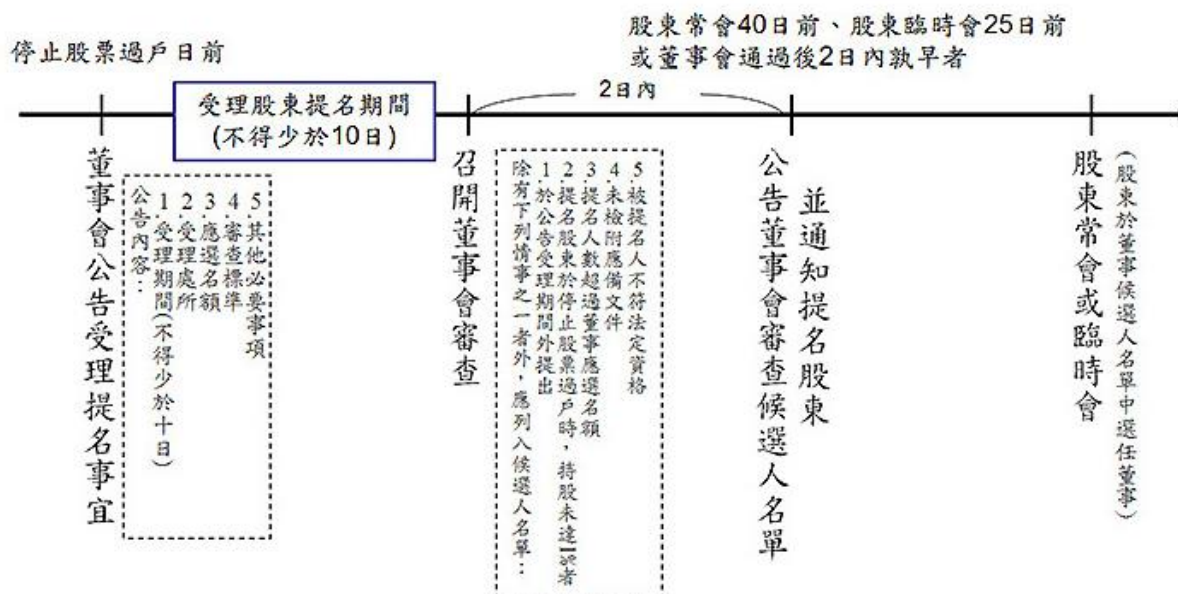 停止股票過戶日前
股東常會40日前、股東臨時會25日前
或董事會通過後2日內孰早者
受理股東提名期間
(不得少於10日)
2日內
董事會公告受理提名事宜
公告內容：
1.受理期間(不得少於十日)
2.受理處所
3.應選名額
4.審查標準
5.其他必要事項
召開董事會審查
除有下列情事之一者外，應列入候選人名單：
1.於公告受理期間外提出
2.提名股東於停止股票過戶時，持股未達1%者
3.提名人數超過董事應選名額
4.未檢附應備文件
5.被提名人不符法定資格
公告董事會審查候選人名單
並通知提名股東
股東常會或臨時會
(股東於董事候選人名單中選任董事)